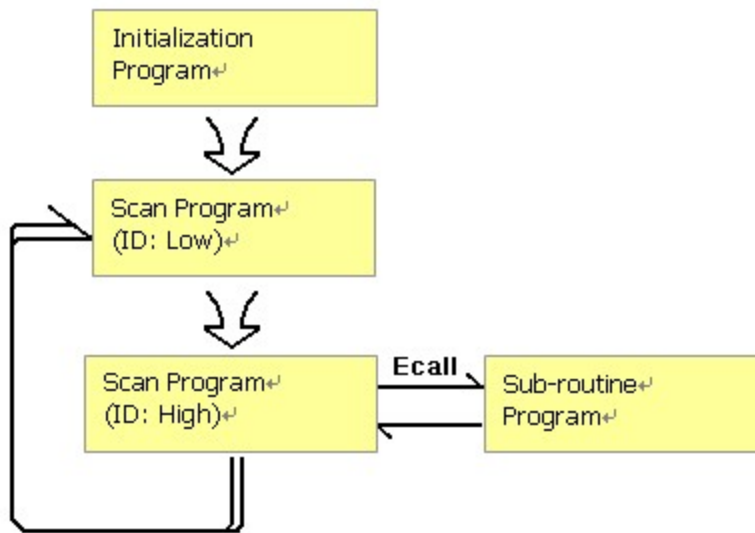 Initialization
Program↵
Scan Program↵
(ID: Low)↵
Scan Program↵
(ID: High)↵
Ecall
Sub-routine↵
Program↵